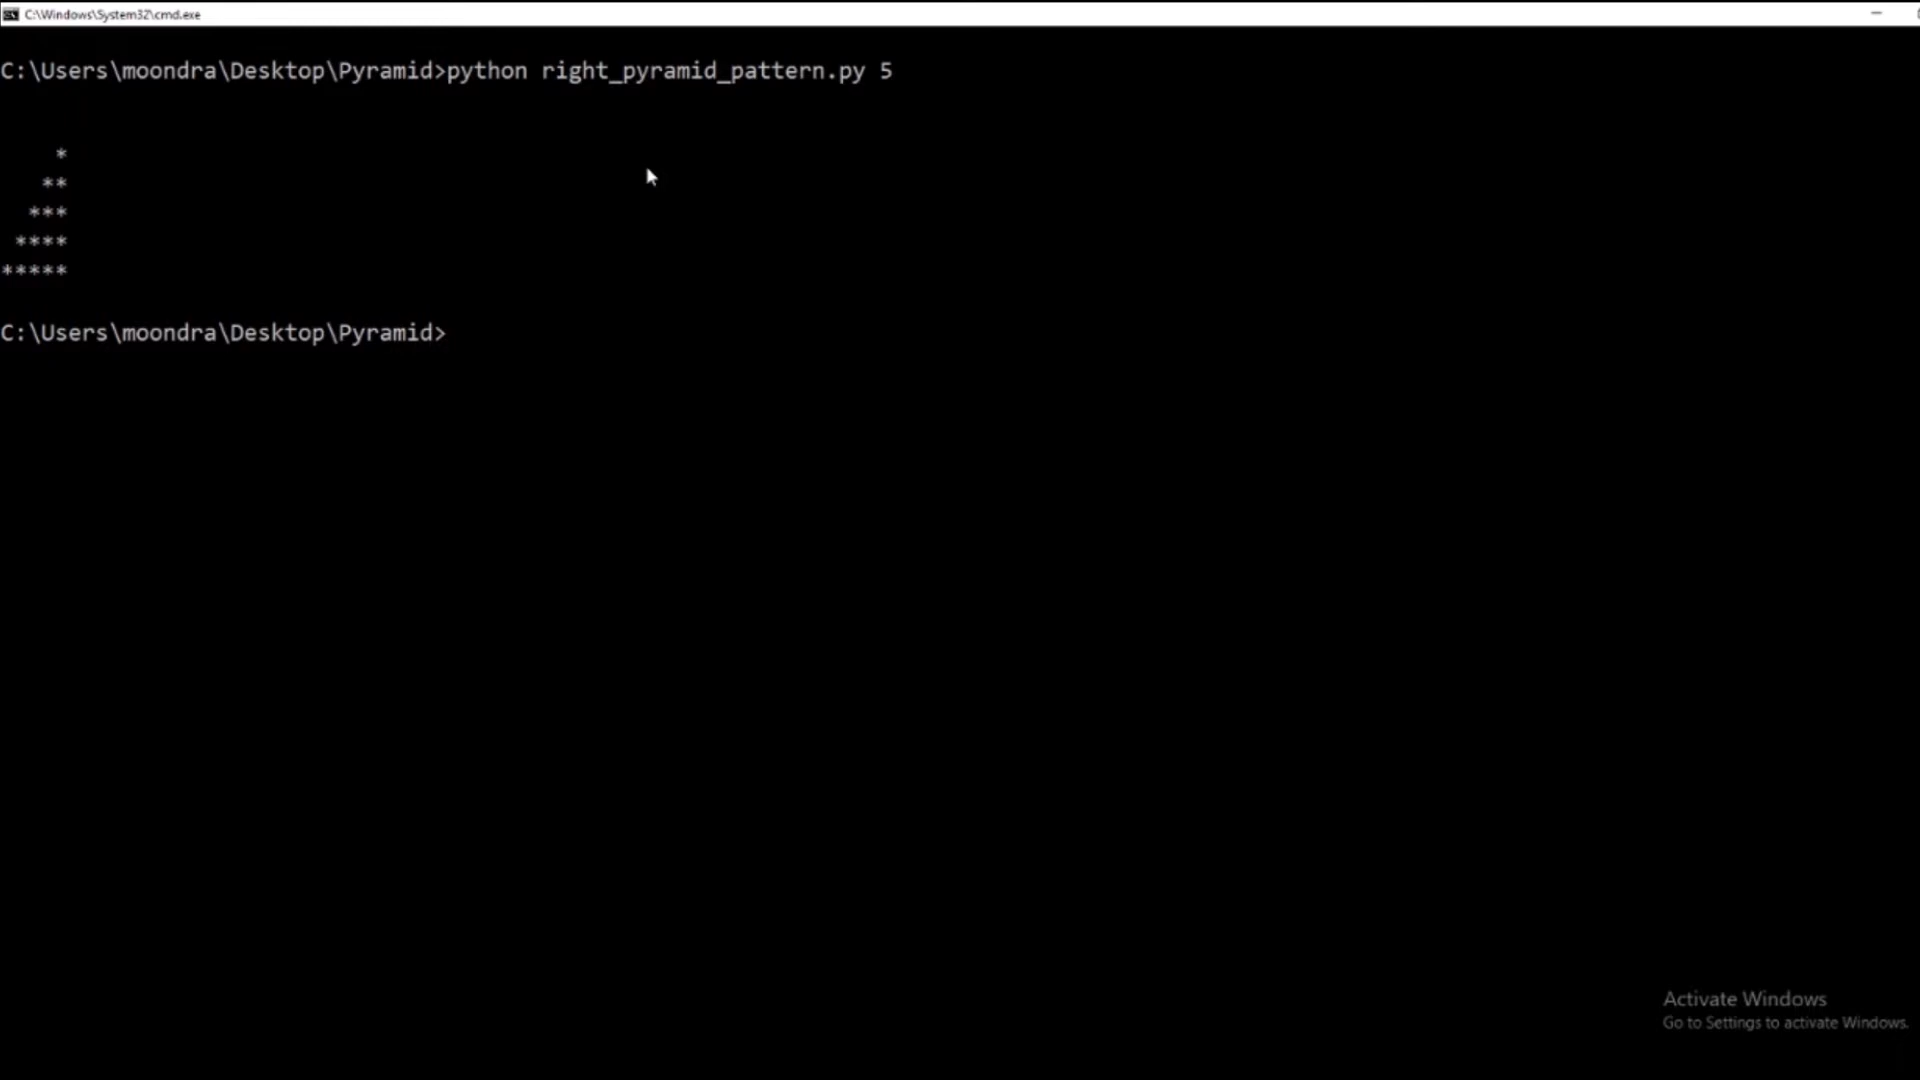 C:\Windows\System32\cmd.exe
C:\Users\moondra\Desktop\Pyramid>python right_pyramid_pattern.py 5
    *
   **
  ***
 ****
*****
C:\Users\moondra\Desktop\Pyramid>
Activate Windows
Go to Settings to activate Windows.